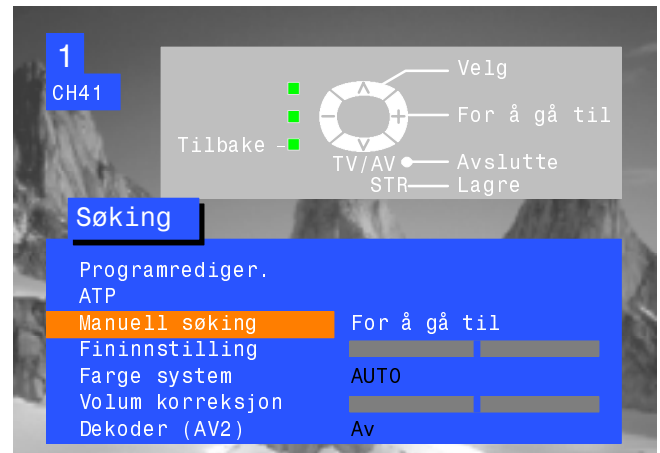 1
CH41
Velg
For å gå til
Tilbake
TV/AV Avslutte
STR Lagre
Søking
Programrediger.
ATP
Manuell søking For å gå til
Fininnstilling
Farge system AUTO
Volum korreksjon
Dekoder (AV2) Av